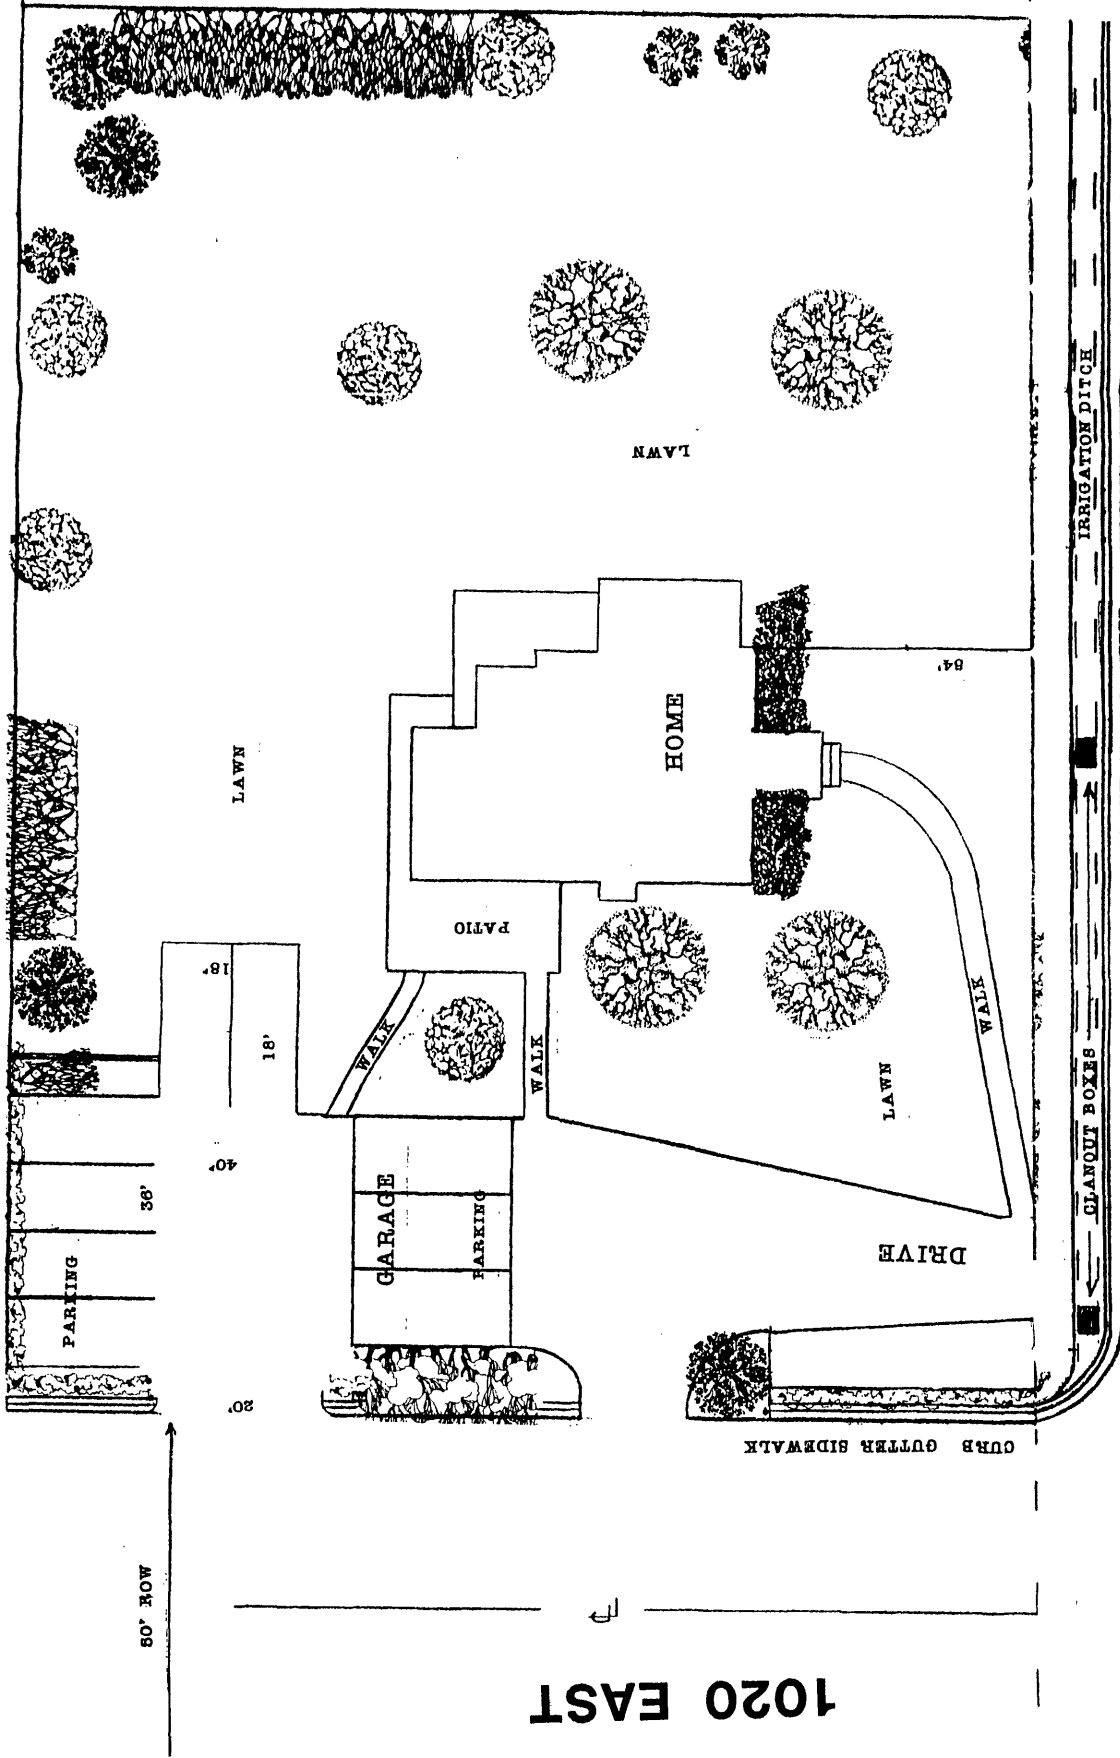 LAWN
IRRIGATION DITCH
84'
HOME
LAWN
PATIO
18'
18'
WALK
WALK
WALK
LAWN
CLANOUT BOXES
40'
36'
GARAGE
PARKING
PARKING
DRIVE
20'
CURB GUTTER SIDEWALK
80' ROW
1020 EAST